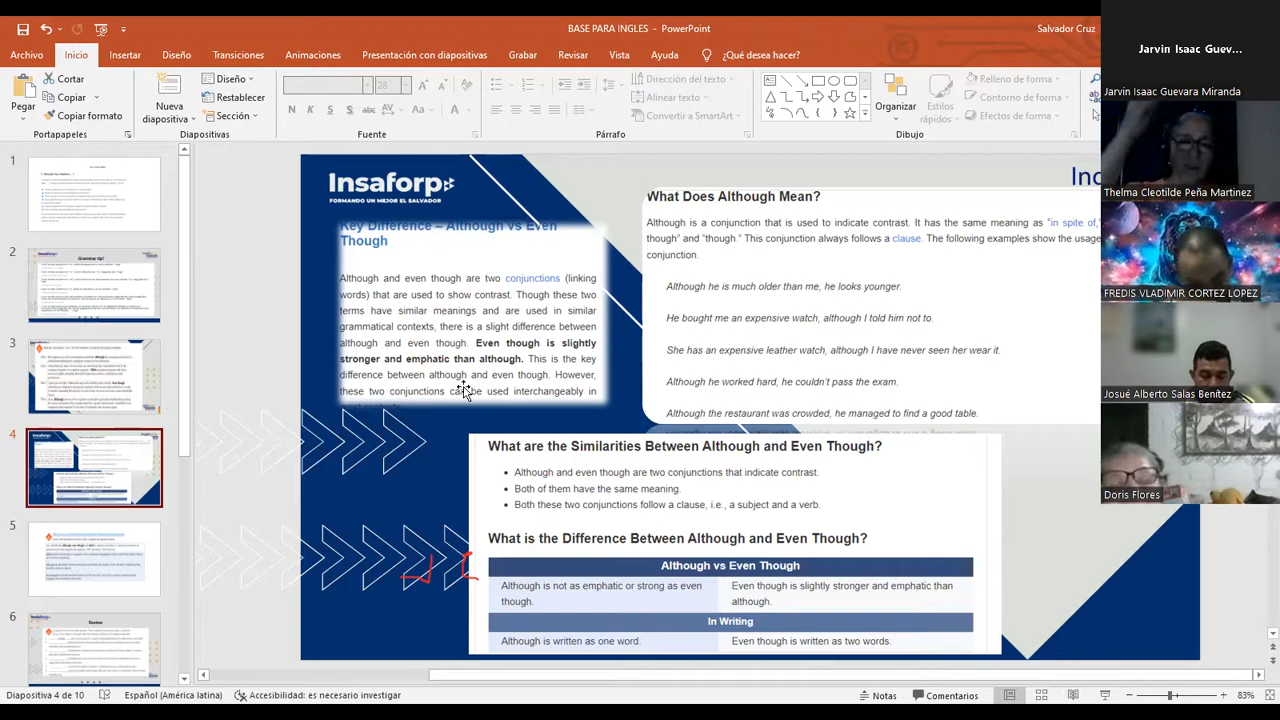 BASE PARA INGLES - PowerPoint
Salvador Cruz
Archivo
Inicio
Insertar
Diseño
Transiciones
Animaciones
Presentación con diapositivas
Grabar
Revisar
Vista
Ayuda
¿Qué desea hacer?
Pegar
Cortar
Copiar
Copiar formato
Portapapeles
Nueva
diapositiva
Diseño
Restablecer
Sección
Diapositivas
28
N K S S abc AV Aa A
Fuente
Dirección del texto
Alinear texto
Convertir a SmartArt
Párrafo
Organizar
Estilos
rápidos
Relleno de forma
Contorno de forma
Efectos de forma
Dibujo
Jarvin Isaac Guev...
Jarvin Isaac Guevara Miranda
Thelma Cleotilde Peña Martinez
FREDIS VLADIMIR CORTEZ LOPEZ
Josué Alberto Salas Benítez
Doris Flores
1
2
Grammar tip!
3
4
5
6
Review
Insaforp
FORMANDO UN MEJOR EL SALVADOR
Key Difference – Although vs Even
Though
Although and even though are two conjunctions (linking
words) that are used to show contrast. Though these two
terms have similar meanings and are used in similar
grammatical contexts, there is a slight difference between
although and even though. Even though is slightly
stronger and emphatic than although. This is the key
difference between although and even though. However,
these two conjunctions can be used interchangeably in
What Does Although Mean?
Although is a conjunction that is used to indicate contrast. It has the same meaning as "in spite of,"
though" and "though." This conjunction always follows a clause. The following examples show the usage
conjunction.
Although he is much older than me, he looks younger.
He bought me an expensive watch, although I told him not to.
She has an expensive gold watch, although I have never seen her wear it.
Although he worked hard, he couldn't pass the exam.
Although the restaurant was crowded, he managed to find a good table.
What are the Similarities Between Although and Even Though?
• Although and even though are two conjunctions that indicate contrast.
• Both of them have the same meaning.
• Both these two conjunctions follow a clause, i.e., a subject and a verb.
What is the Difference Between Although and Even Though?
Although vs Even Though
Although is not as emphatic or strong as even
though.
Even though is slightly stronger and emphatic than
although.
In Writing
Although is written as one word.
Even though is written as two words.
Diapositiva 4 de 10
Español (América latina)
Accesibilidad: es necesario investigar
Notas
Comentarios
83%